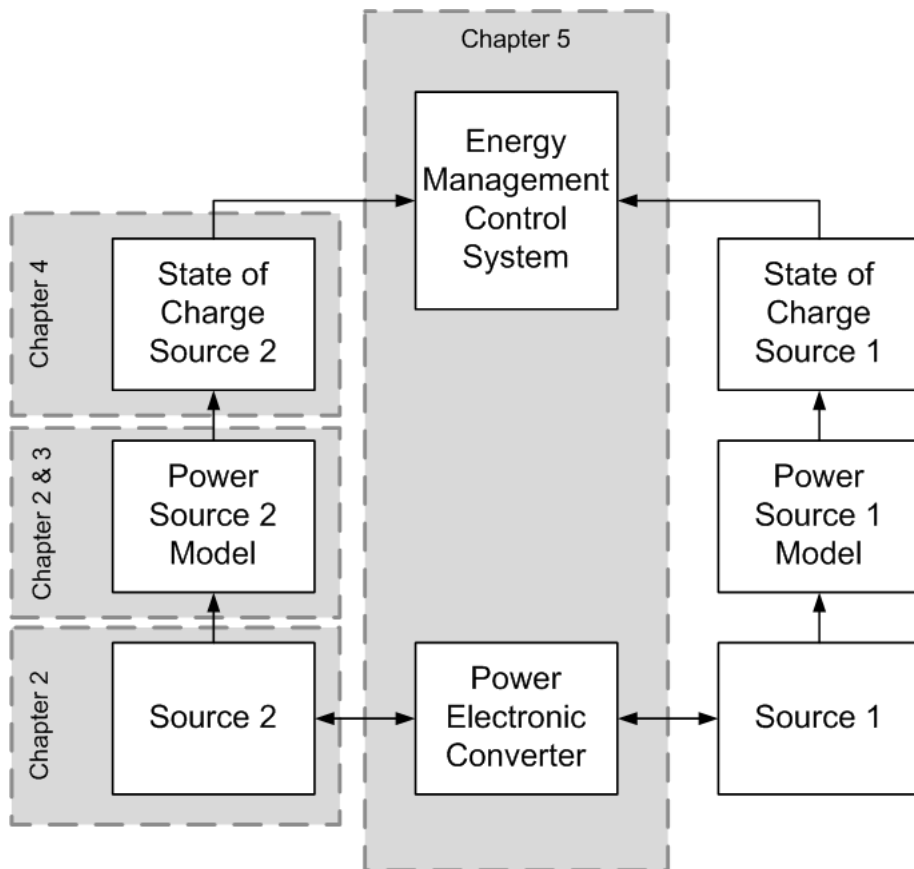 Chapter 5
Energy
Management
Control
System
Chapter 4
State of
Charge
Source 2
State of
Charge
Source 1
Chapter 2 & 3
Power
Source 2
Model
Power
Source 1
Model
Chapter 2
Source 2
Power
Electronic
Converter
Source 1